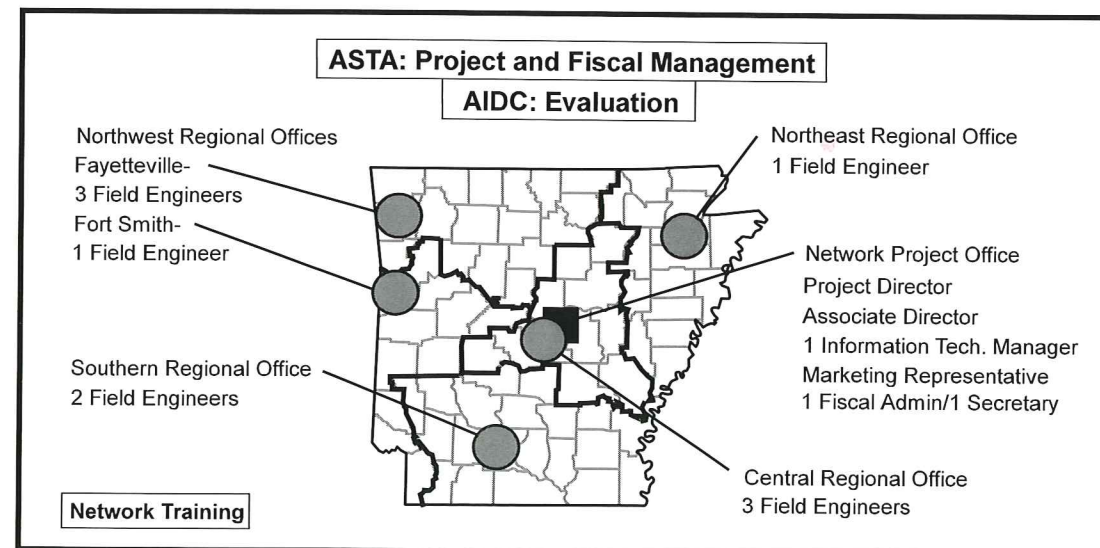 ASTA: Project and Fiscal Management
AIDC: Evaluation
Northwest Regional Offices
Fayetteville-
3 Field Engineers
Fort Smith-
1 Field Engineer
Northeast Regional Office
1 Field Engineer
Network Project Office
Project Director
Associate Director
1 Information Tech. Manager
Marketing Representative
1 Fiscal Admin/1 Secretary
Southern Regional Office
2 Field Engineers
Central Regional Office
3 Field Engineers
Network Training